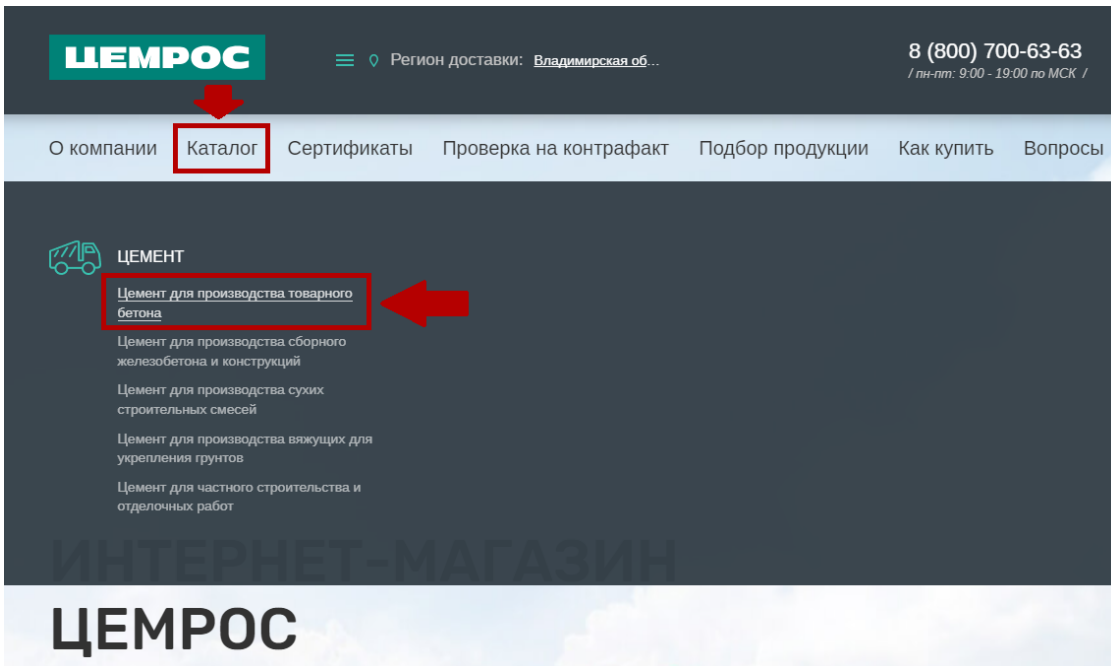 ЦЕМРОС
Регион доставки: Владимирская об...
8 (800) 700-63-63
/ пн-пт: 9:00 - 19:00 по МСК /
О компании Каталог Сертификаты Проверка на контрафакт Подбор продукции Как купить Вопросы
ЦЕМЕНТ
Цемент для производства товарного
бетона
Цемент для производства сборного
железобетона и конструкций
Цемент для производства сухих
строительных смесей
Цемент для производства вяжущих для
укрепления грунтов
Цемент для частного строительства и
отделочных работ
ИНТЕРНЕТ-МАГАЗИН
ЦЕМРОС